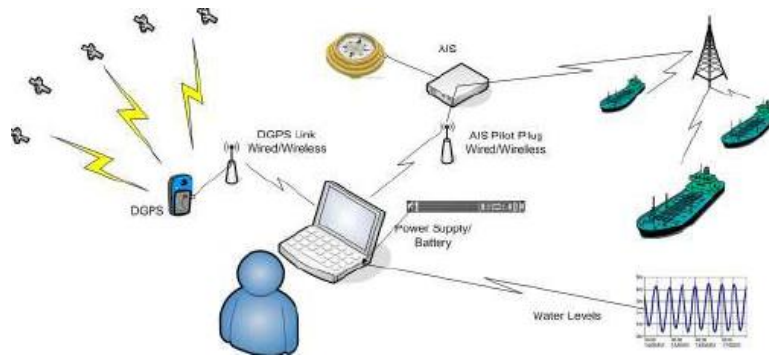 AIS
DGPS Link
Wired/Wireless
AIS Pilot Plug
Wired/Wireless
DGPS
Power Supply/
Battery
Water Levels